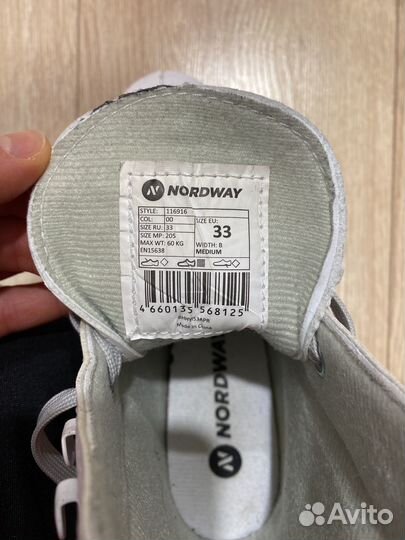 NORDWAY
STYLE: 116916
COL: 00
SIZE RU: 33
SIZE MP: 205
MAX WT: 60 KG
EN15638
SIZE EU:
33
WIDTH: B
MEDIUM
4 660135 568125
Made in China
NORDWAY
Avito